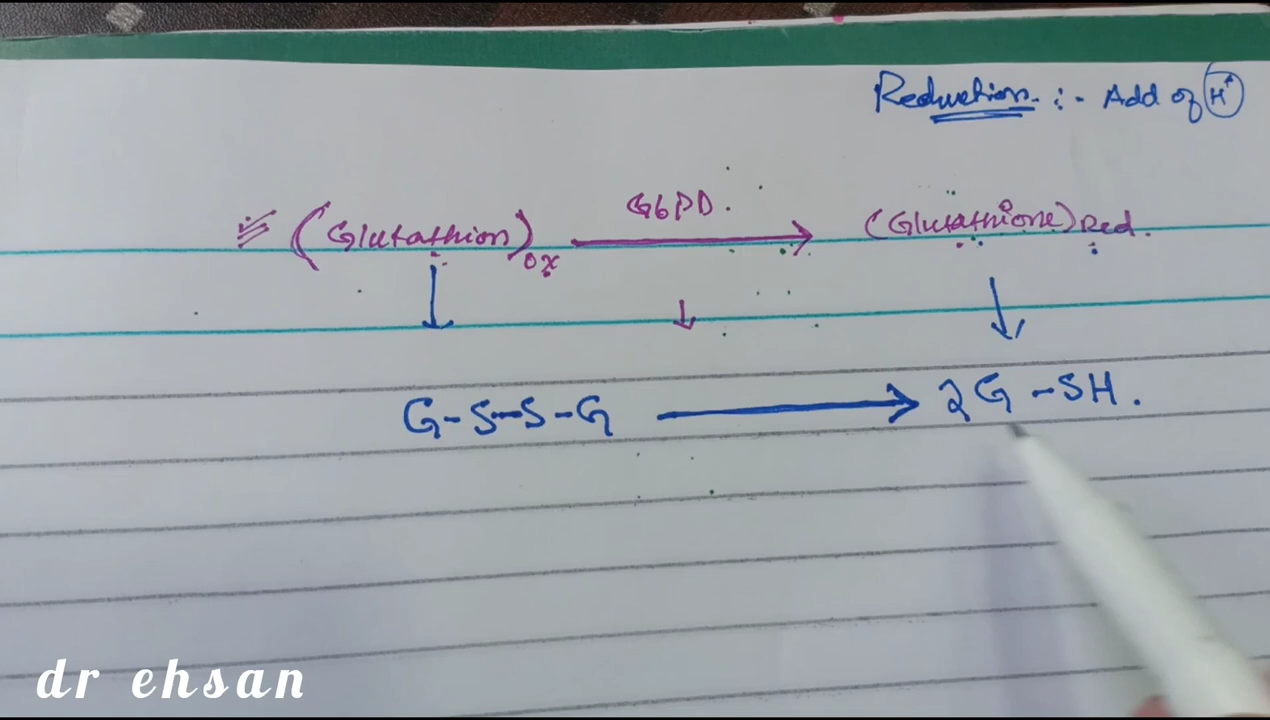 Reduction :- Add of H+
G6PD.
(Glutathion)ox → (Glutathione)Red.
G-S-S-G → 2G-SH.
dr ehsan